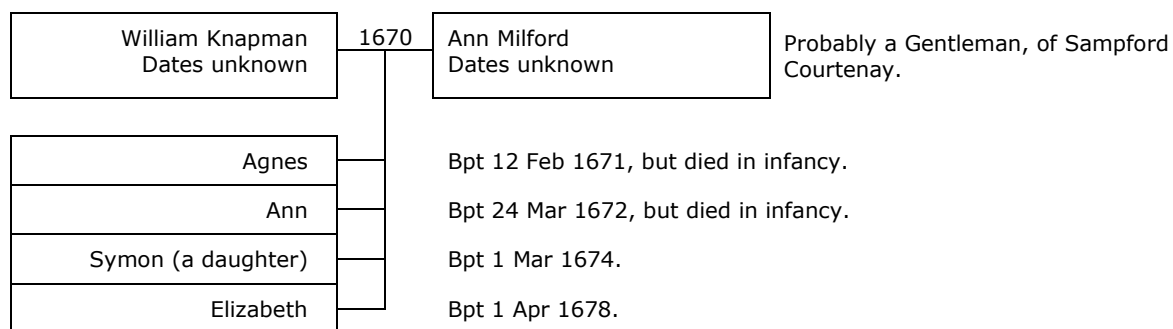 William Knapman 1670 Ann Milford
Dates unknown Dates unknown
Probably a Gentleman, of Sampford
Courtenay.
Agnes Bpt 12 Feb 1671, but died in infancy.
Ann Bpt 24 Mar 1672, but died in infancy.
Symon (a daughter) Bpt 1 Mar 1674.
Elizabeth Bpt 1 Apr 1678.